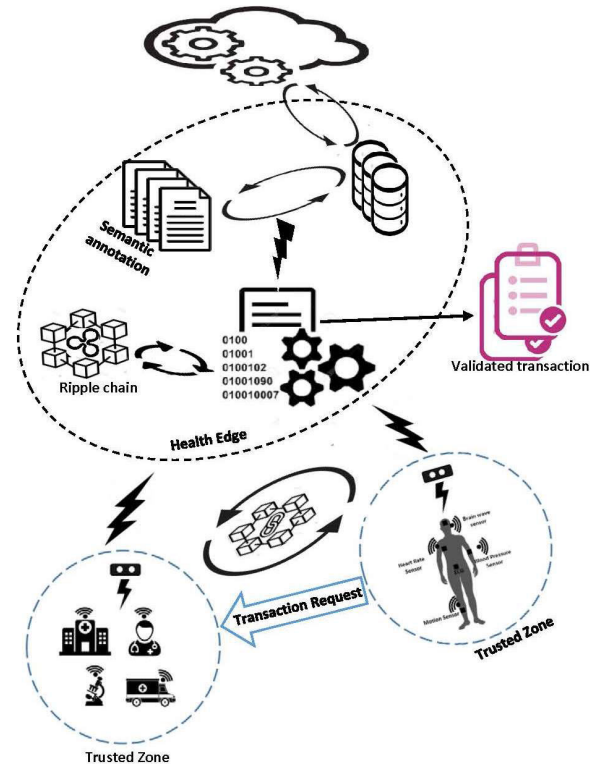 Semantic
annotation
0100
01001
0100102
01001090
010010007
Ripple chain
Validated transaction
Health Edge
Brain wave
sensor
Heart Rate
Sensor
Blood Pressure
Sensor
Motion Sensor
Transaction Request
Trusted Zone
Trusted Zone